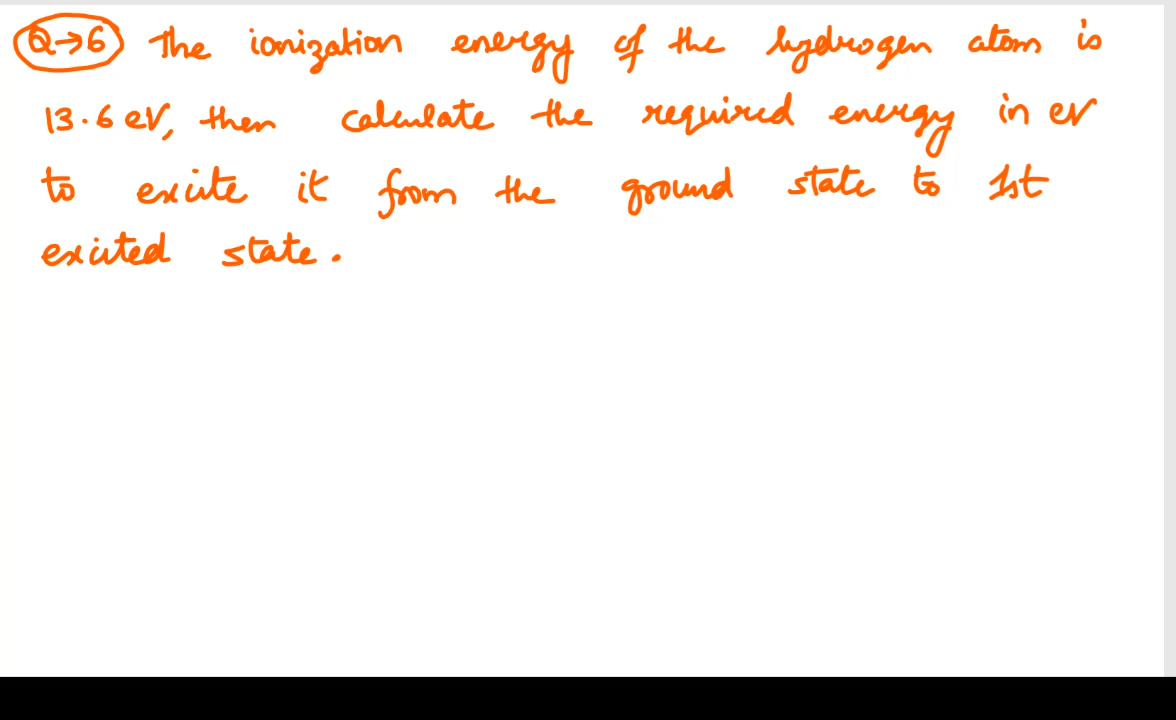 Q→6 The ionization energy of the hydrogen atom is
13.6 eV, then calculate the required energy in eV
to excite it from the ground state to 1st
excited state.